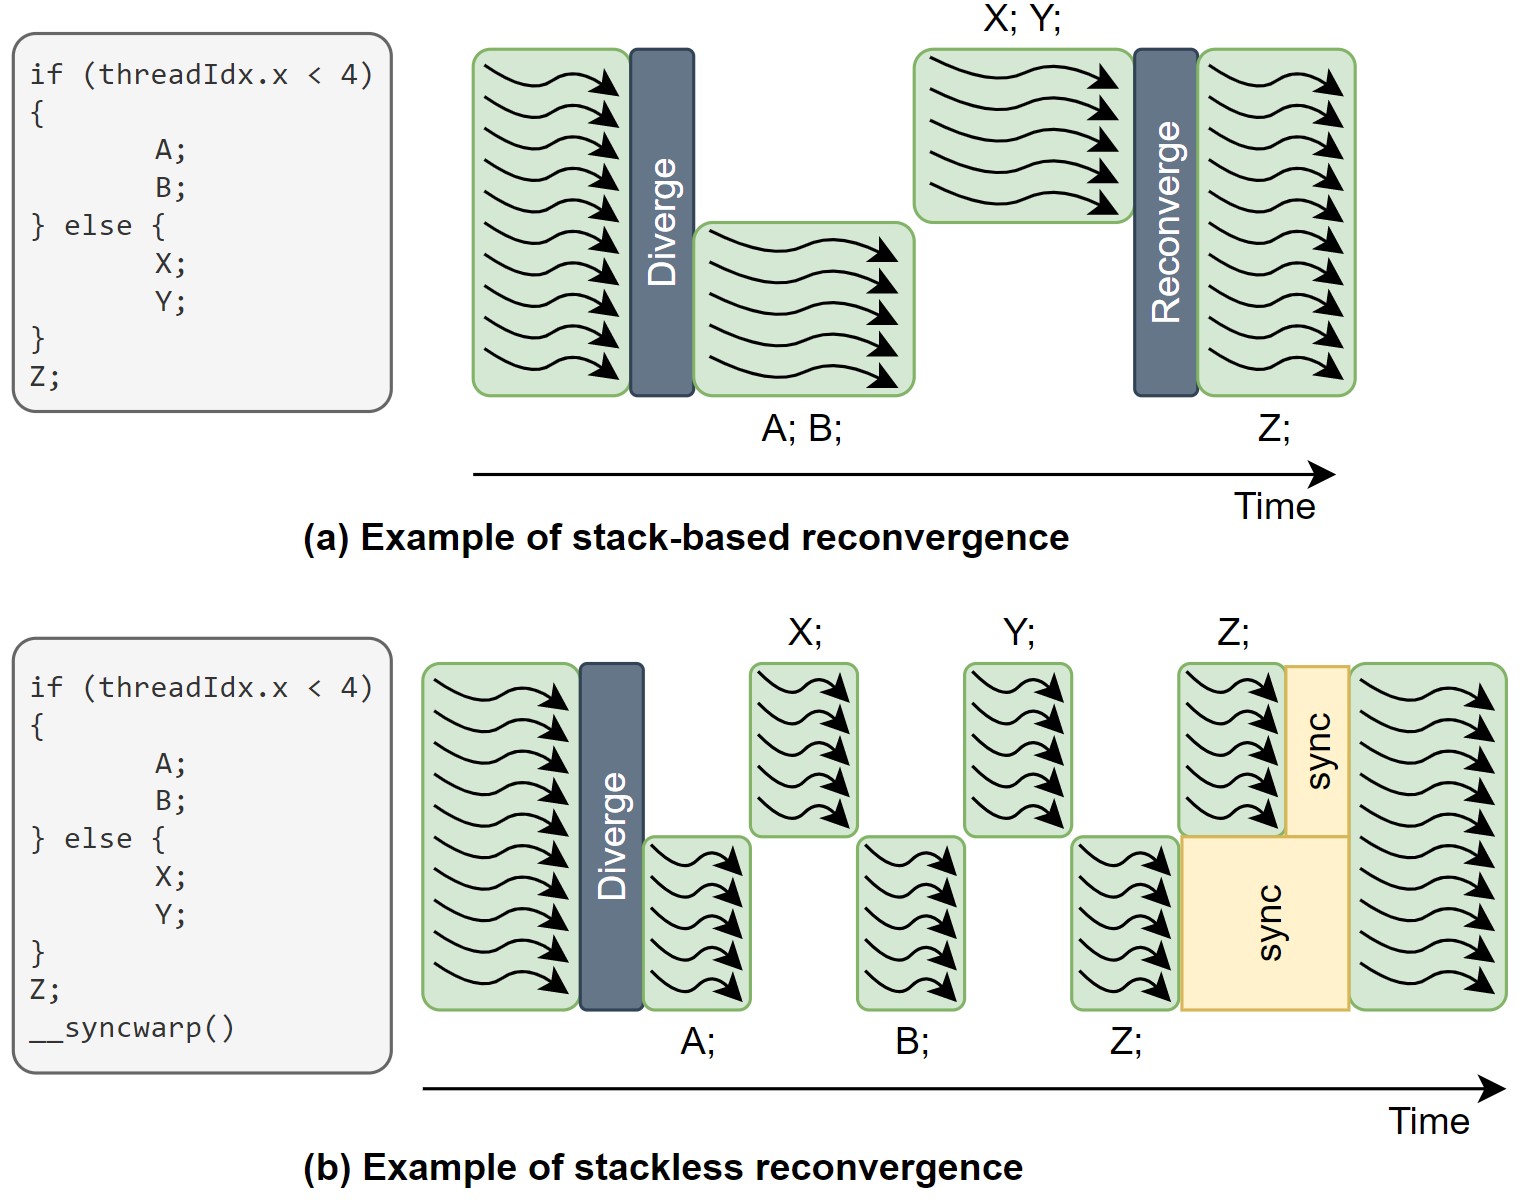 if (threadIdx.x < 4)
{
A;
B;
} else {
X;
Y;
}
Z;
Diverge
A; B;
X; Y;
Reconverge
Z;
Time
(a) Example of stack-based reconvergence
if (threadIdx.x < 4)
{
A;
B;
} else {
X;
Y;
}
Z;
__syncwarp()
Diverge
A;
X;
B;
Y;
Z;
Z;
sync
sync
Time
(b) Example of stackless reconvergence